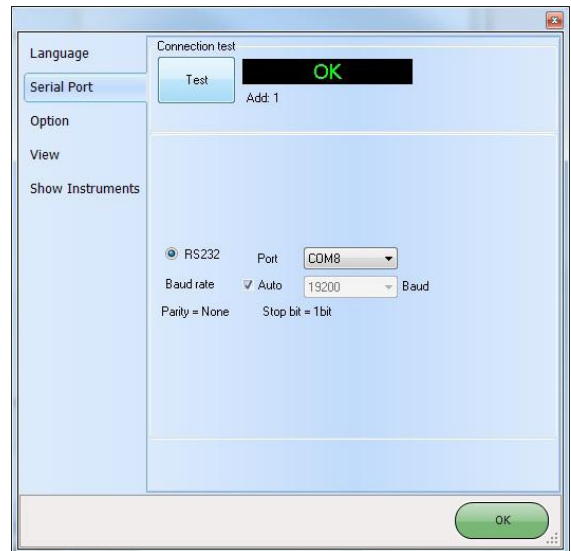 Language
Serial Port
Option
View
Show Instruments
Connection test
Test
OK
Add: 1
RS232 Port COM8
Baud rate Auto 19200 Baud
Parity = None Stop bit = 1bit
OK